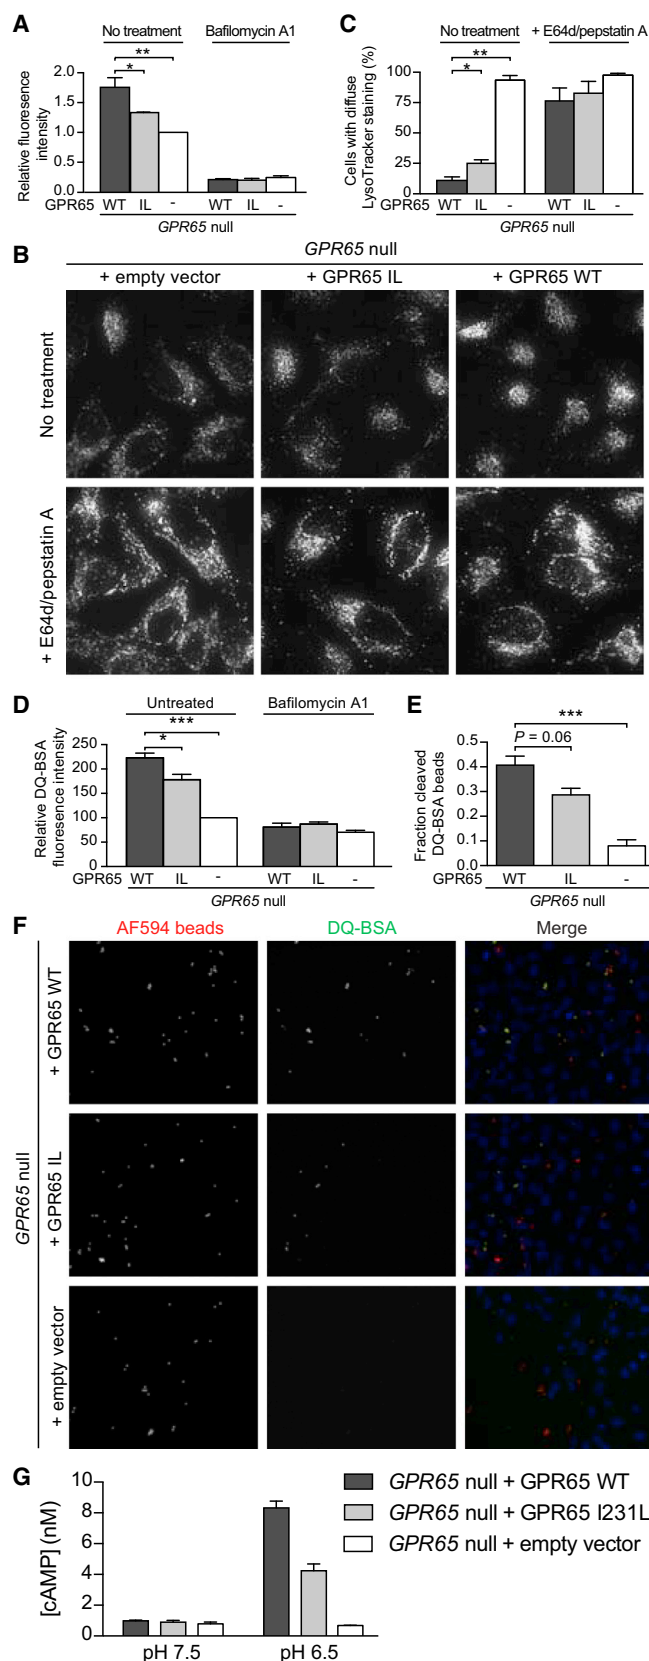 A
No treatment
Bafilomycin A1
**
*
Relative fluorescence
intensity
2.0
1.5
1.0
0.5
0.0
GPR65 WT IL - WT IL -
GPR65 null
C
No treatment
+ E64d/pepstatin A
**
*
Cells with diffuse
LysoTracker staining (%)
100
75
50
25
0
GPR65 WT IL - WT IL -
GPR65 null
B
GPR65 null
+ empty vector
+ GPR65 IL
+ GPR65 WT
No treatment
+ E64d/pepstatin A
D
Untreated
Bafilomycin A1
***
*
Relative DQ-BSA
fluoresence intensity
250
200
150
100
50
0
GPR65 WT IL - WT IL -
GPR65 null
E
***
P = 0.06
Fraction cleaved
DQ-BSA beads
0.5
0.4
0.3
0.2
0.1
0
GPR65 WT IL -
GPR65 null
F
AF594 beads
DQ-BSA
Merge
GPR65 null
+ GPR65 WT
+ GPR65 IL
+ empty vector
G
[cAMP] (nM)
10
8
6
4
2
0
pH 7.5
pH 6.5
GPR65 null + GPR65 WT
GPR65 null + GPR65 I231L
GPR65 null + empty vector